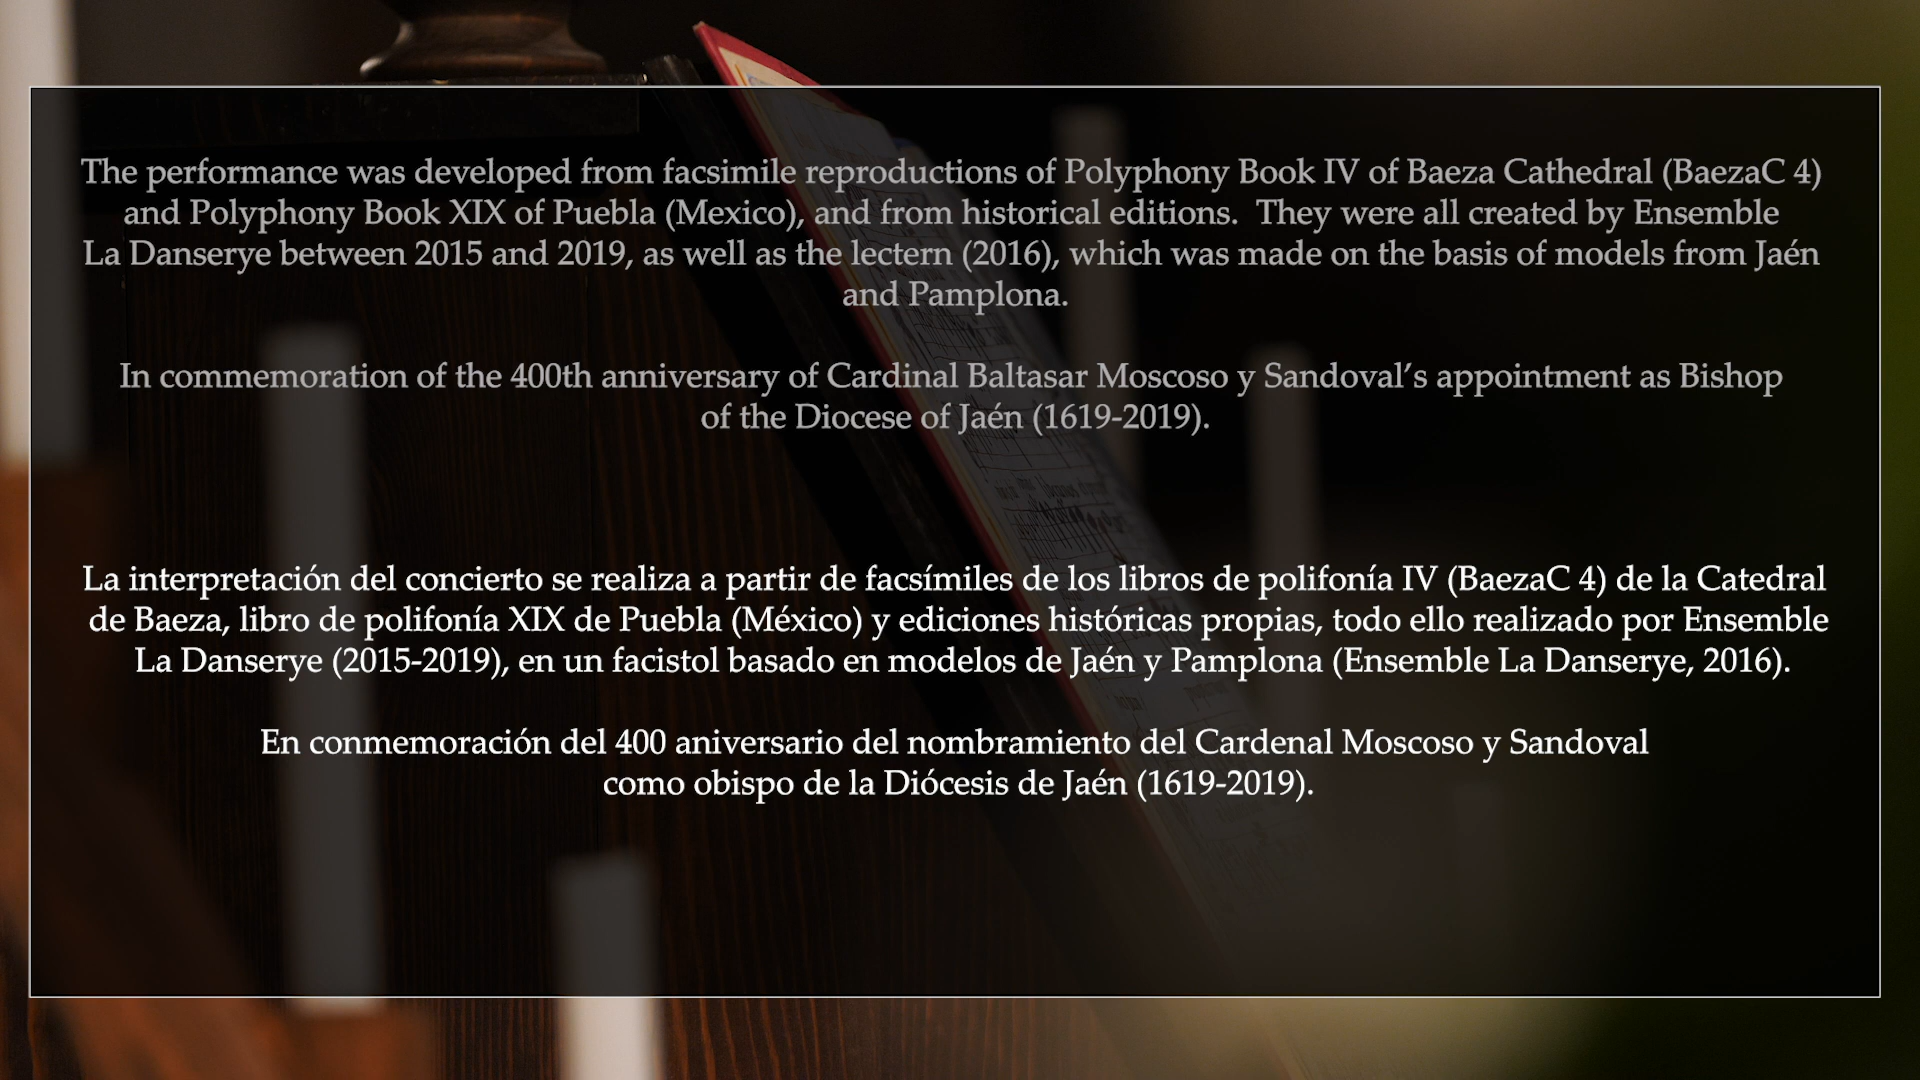 The performance was developed from facsimile reproductions of Polyphony Book IV of Baeza Cathedral (BaezaC 4)
and Polyphony Book XIX of Puebla (Mexico), and from historical editions.  They were all created by Ensemble
La Danserye between 2015 and 2019, as well as the lectern (2016), which was made on the basis of models from Jaén
and Pamplona.
In commemoration of the 400th anniversary of Cardinal Baltasar Moscoso y Sandoval’s appointment as Bishop
of the Diocese of Jaén (1619-2019).
La interpretación del concierto se realiza a partir de facsímiles de los libros de polifonía IV (BaezaC 4) de la Catedral
de Baeza, libro de polifonía XIX de Puebla (México) y ediciones históricas propias, todo ello realizado por Ensemble
La Danserye (2015-2019), en un facistol basado en modelos de Jaén y Pamplona (Ensemble La Danserye, 2016).
En conmemoración del 400 aniversario del nombramiento del Cardenal Moscoso y Sandoval
como obispo de la Diócesis de Jaén (1619-2019).